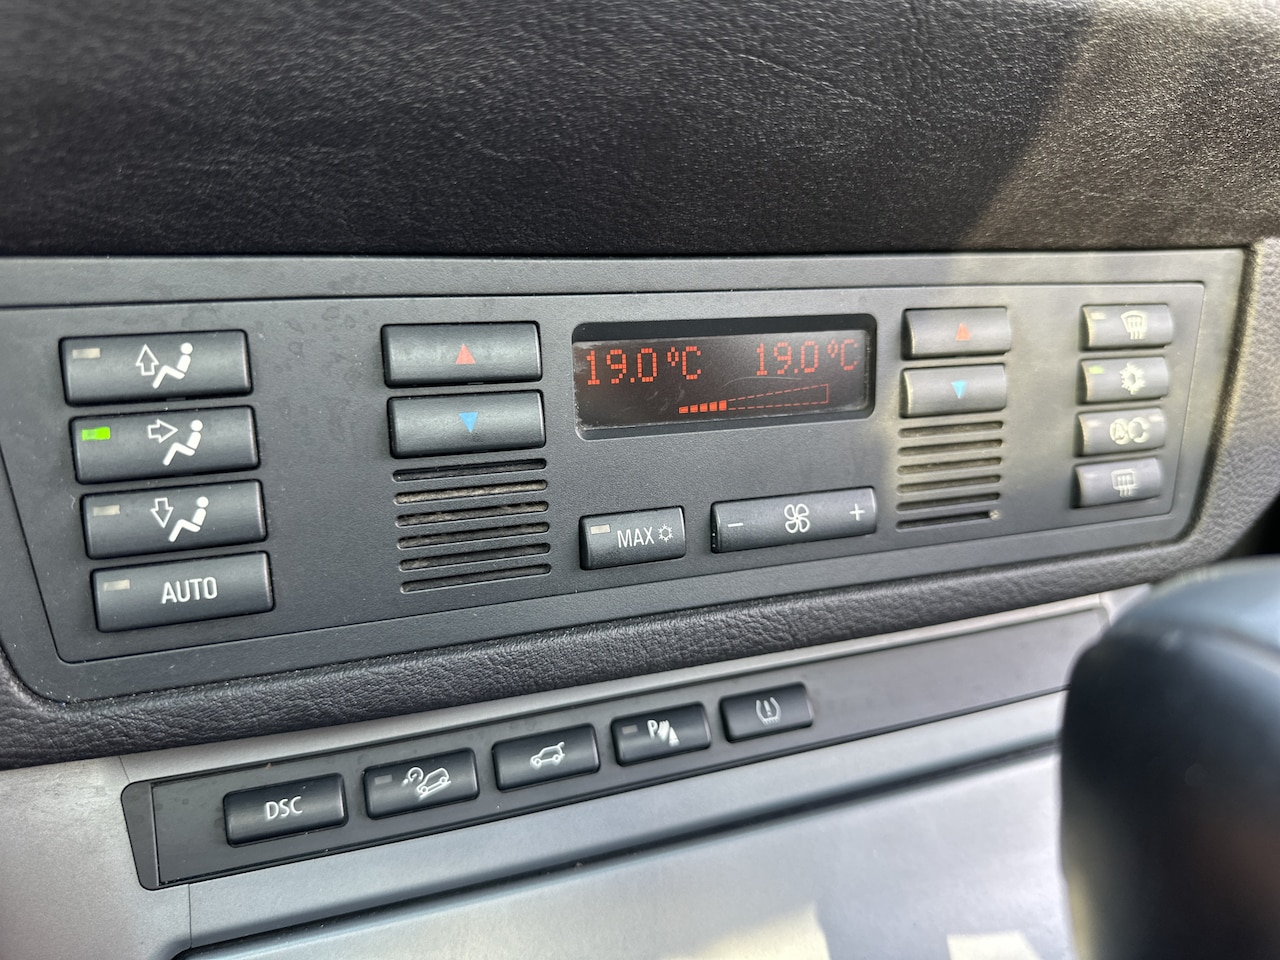 19.0°C 19.0°C
MAX
− +
AUTO
DSC
P